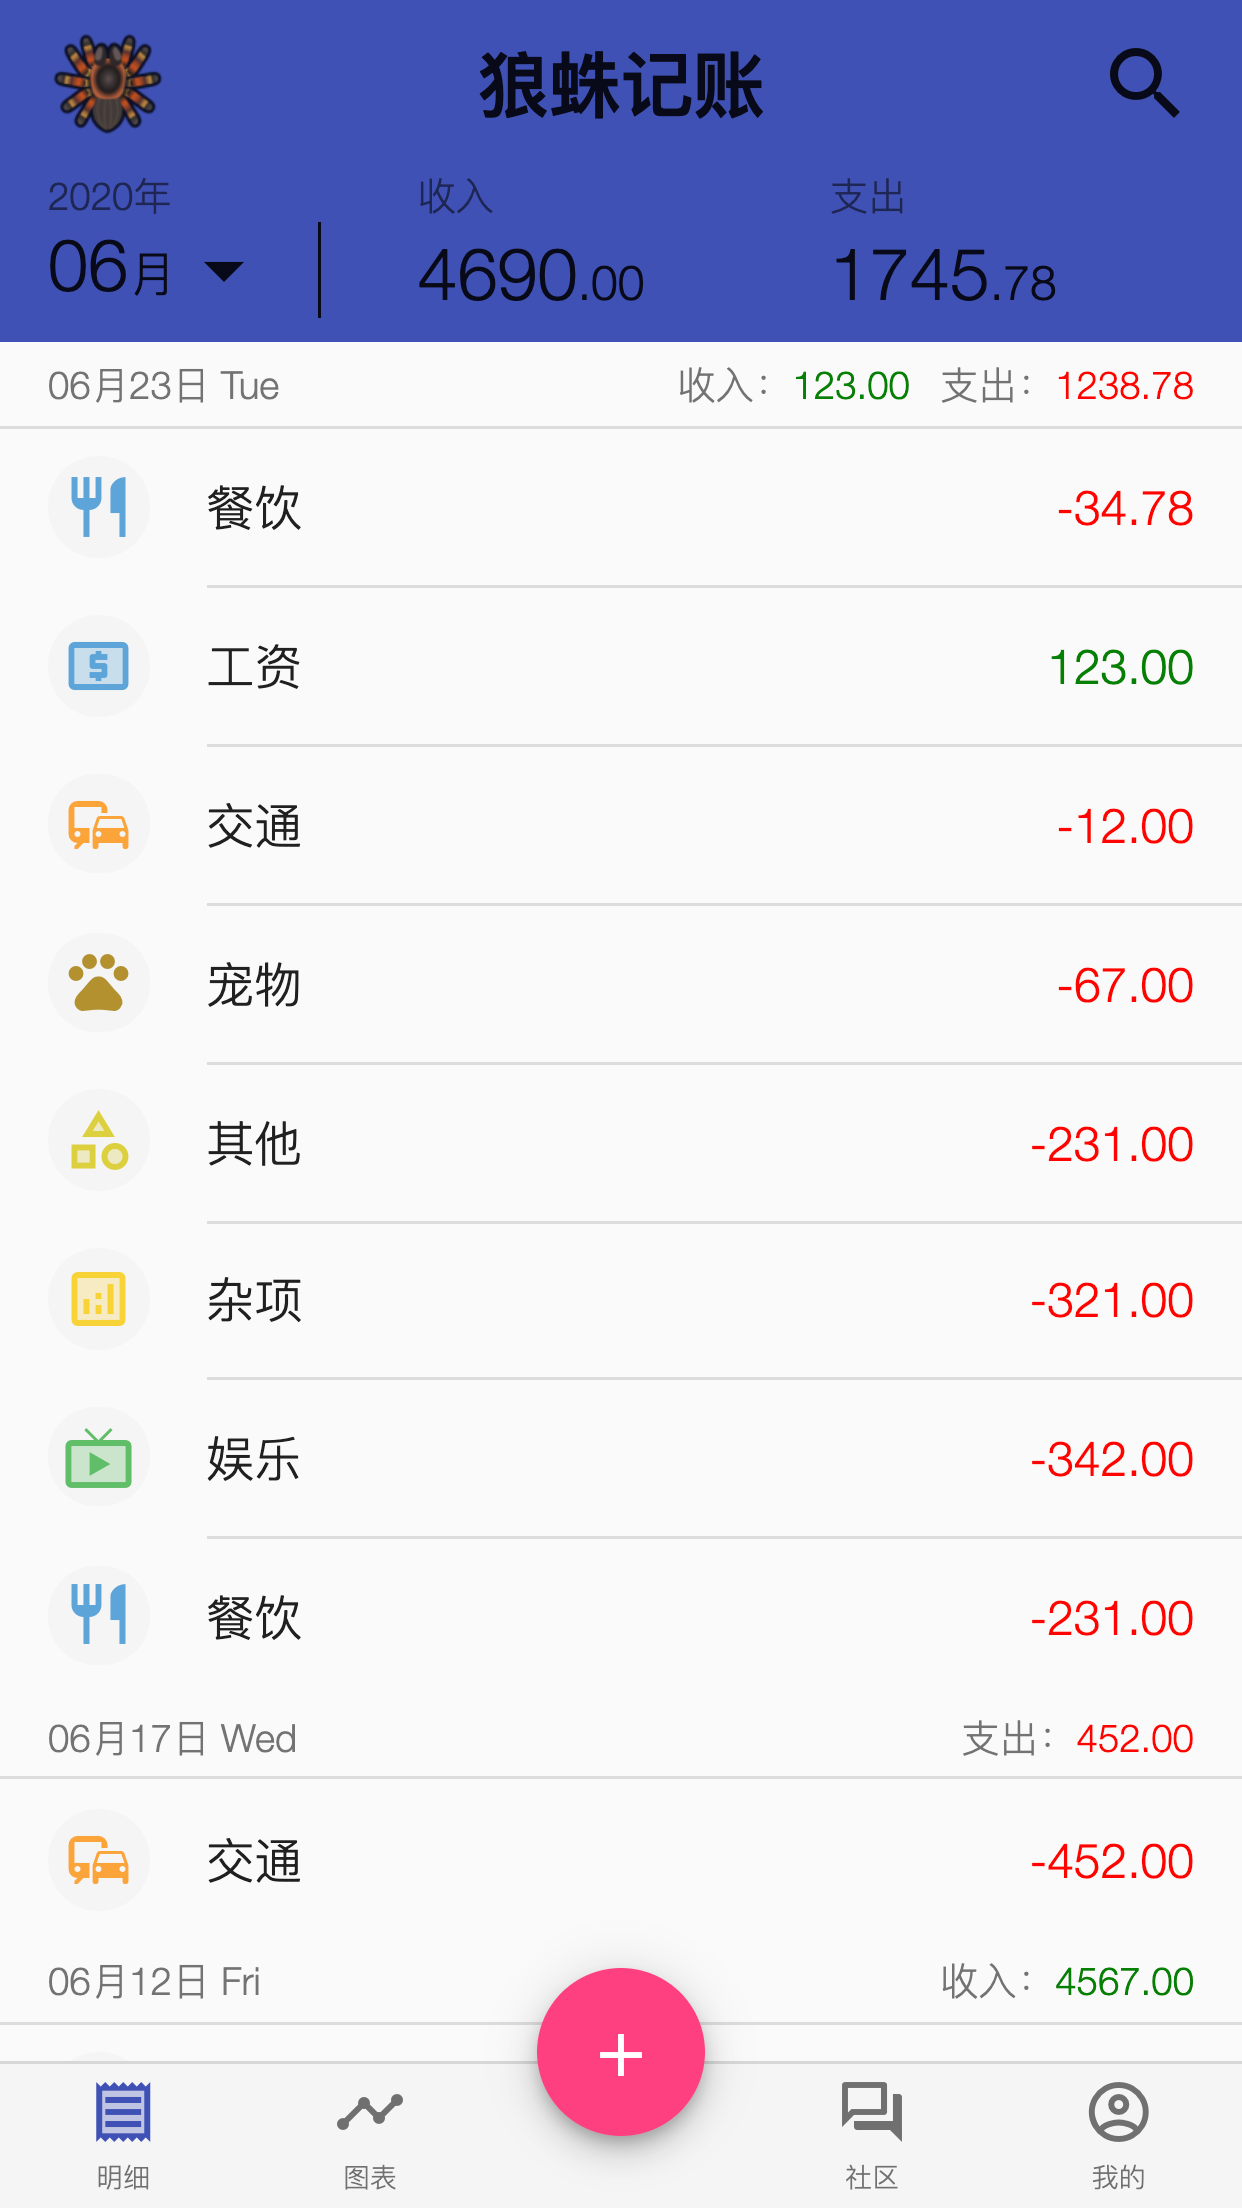 狼蛛记账
2020年 收入 支出
06月 4690.00 1745.78
06月23日 Tue 收入： 123.00 支出： 1238.78
餐饮 -34.78
工资 123.00
交通 -12.00
宠物 -67.00
其他 -231.00
杂项 -321.00
娱乐 -342.00
餐饮 -231.00
06月17日 Wed 支出： 452.00
交通 -452.00
06月12日 Fri 收入： 4567.00
明细 图表 社区 我的